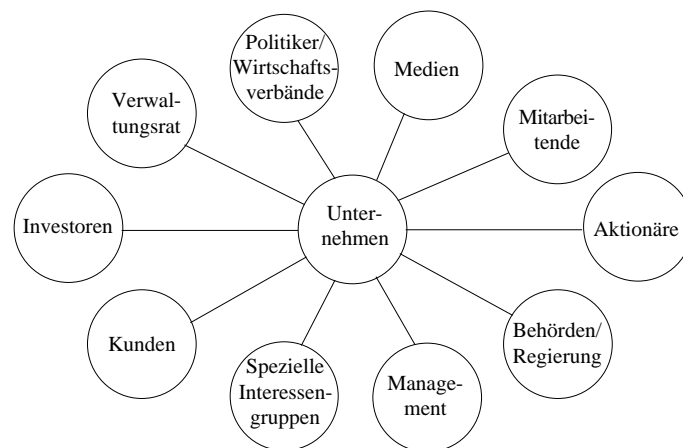 Politiker/
Wirtschafts-
verbände
Medien
Verwal-
tungsrat
Mitarbei-
tende
Investoren
Unter-
nehmen
Aktionäre
Kunden
Behörden/
Regierung
Spezielle
Interessen-
gruppen
Manage-
ment